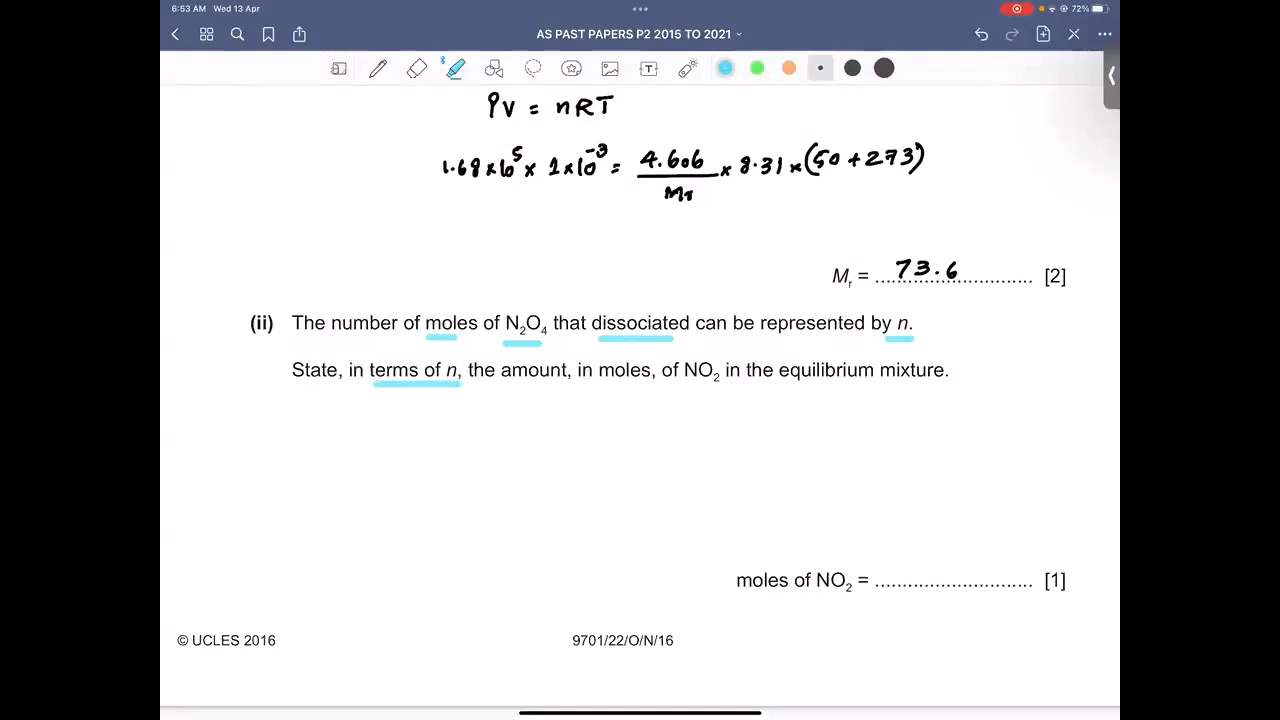 6:53 AM Wed 13 Apr
72%
AS PAST PAPERS P2 2015 TO 2021
PV = nRT
1.68×10⁵ × 1×10⁻³ = 4.606/Mr × 8.31 × (50 + 273)
Mr = 73.6 [2]
(ii) The number of moles of N₂O₄ that dissociated can be represented by n.
State, in terms of n, the amount, in moles, of NO₂ in the equilibrium mixture.
moles of NO₂ = ............................ [1]
© UCLES 2016 9701/22/O/N/16